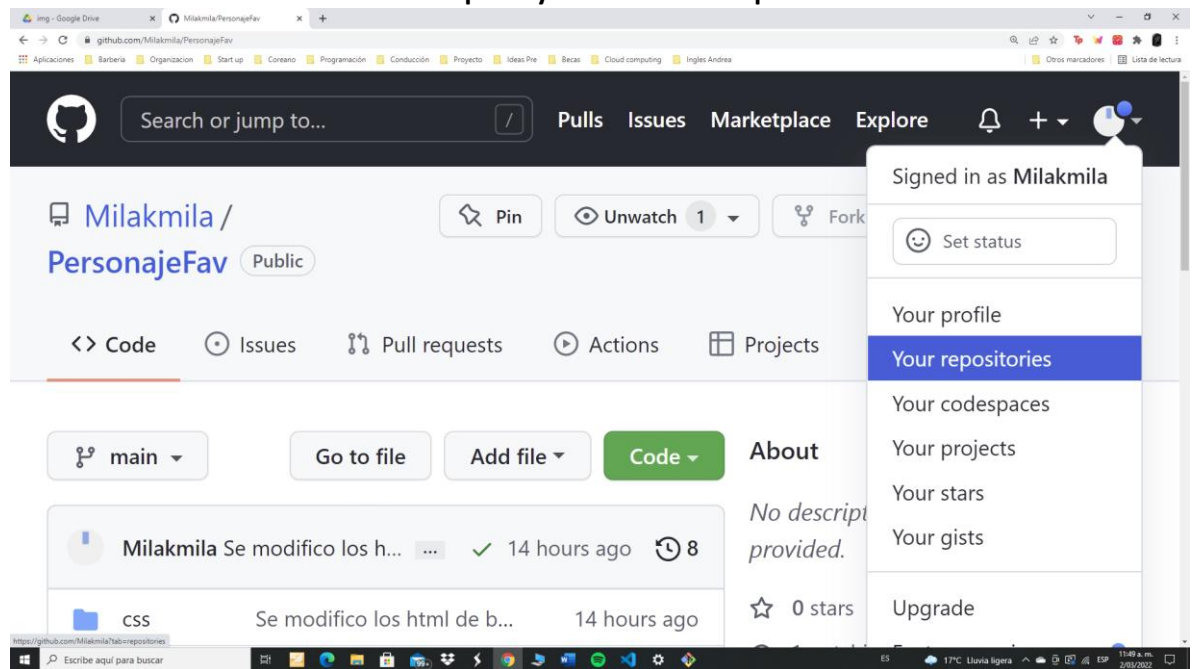 img - Google Drive
Milakmila/PersonajeFav
github.com/Milakmila/PersonajeFav
Aplicaciones Barberia Organizacion Start up Coreano Programación Conducción Proyecto Ideas Pre Becas Cloud computing Ingles Andrea Otros marcadores Lista de lectura
Search or jump to... / Pulls Issues Marketplace Explore
Signed in as Milakmila
Set status
Your profile
Your repositories
Your codespaces
Your projects
Your stars
Your gists
Upgrade
Milakmila /
PersonajeFav Public
Pin Unwatch 1 Fork
Code Issues Pull requests Actions Projects
main Go to file Add file Code
Milakmila Se modifico los h... ... 14 hours ago 8
css Se modifico los html de b... 14 hours ago
About
No descript
provided.
0 stars
https://github.com/Milakmila?tab=repositories
Escribe aquí para buscar
ES 17°C Lluvia ligera ESP 11:49 a.m.
2/03/2022